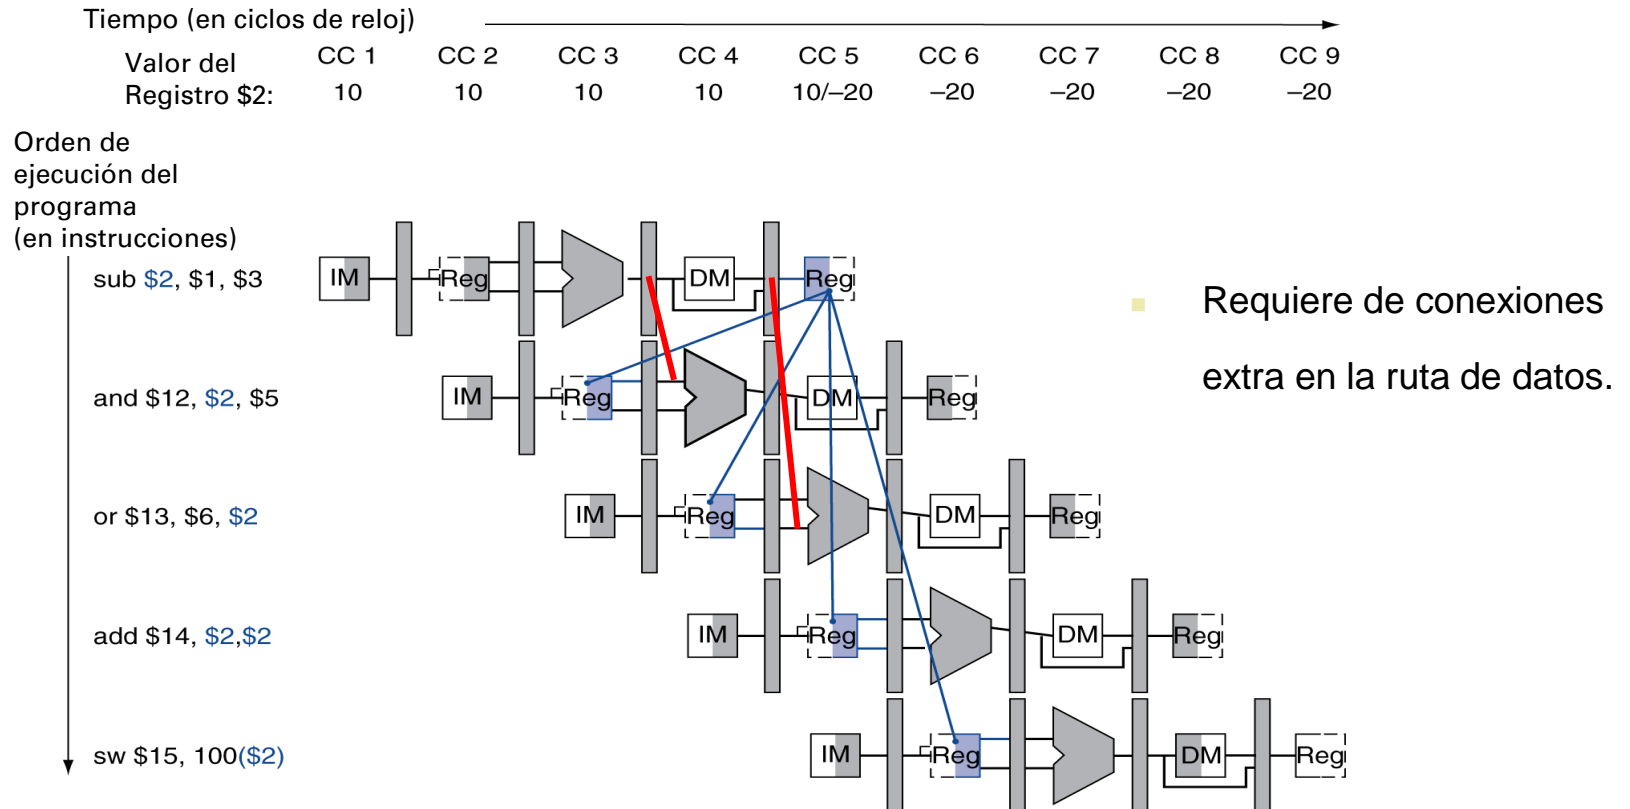 Tiempo (en ciclos de reloj)
CC 1 CC 2 CC 3 CC 4 CC 5 CC 6 CC 7 CC 8 CC 9
Valor del
Registro $2: 10 10 10 10 10/–20 –20 –20 –20 –20
Orden de
ejecución del
programa
(en instrucciones)
sub $2, $1, $3 IM Reg DM Reg
Requiere de conexiones
extra en la ruta de datos.
and $12, $2, $5 IM Reg DM Reg
or $13, $6, $2 IM Reg DM Reg
add $14, $2,$2 IM Reg DM Reg
sw $15, 100($2) IM Reg DM Reg